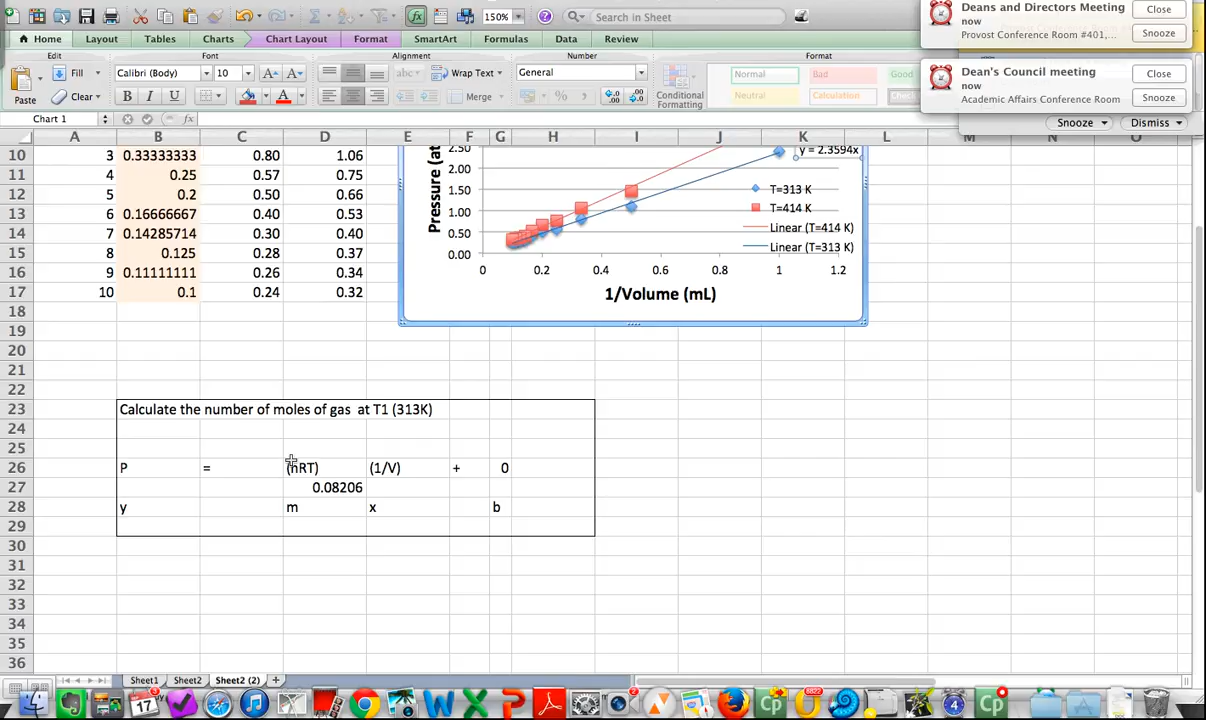 150%
Search in Sheet
Deans and Directors Meeting
now
Provost Conference Room #401,...
Close
Snooze
Dean's Council meeting
now
Academic Affairs Conference Room
Close
Snooze
Snooze
Dismiss
Home
Layout
Tables
Charts
Chart Layout
Format
SmartArt
Formulas
Data
Review
Edit
Font
Alignment
Number
Format
Paste
Fill
Clear
Calibri (Body)
10
B I U
abc
Wrap Text
Merge
General
Conditional
Formatting
Normal
Bad
Good
Neutral
Calculation
Chart 1
fx
A B C D E F G H I J K L M N O
10 3 0.33333333 0.80 1.06
11 4 0.25 0.57 0.75
12 5 0.2 0.50 0.66
13 6 0.16666667 0.40 0.53
14 7 0.14285714 0.30 0.40
15 8 0.125 0.28 0.37
16 9 0.11111111 0.26 0.34
17 10 0.1 0.24 0.32
18
19
20
21
22
23 Calculate the number of moles of gas at T1 (313K)
24
25
26 P = (nRT) (1/V) + 0
27 0.08206
28 y m x b
29
30
31
32
33
34
35
36
Pressure (at
2.50
2.00
1.50
1.00
0.50
0.00
0 0.2 0.4 0.6 0.8 1 1.2
1/Volume (mL)
y = 2.3594x
T=313 K
T=414 K
Linear (T=414 K)
Linear (T=313 K)
Sheet1
Sheet2
Sheet2 (2)
+
17
3
W
X
P
2
Cp
8822
4
Cp